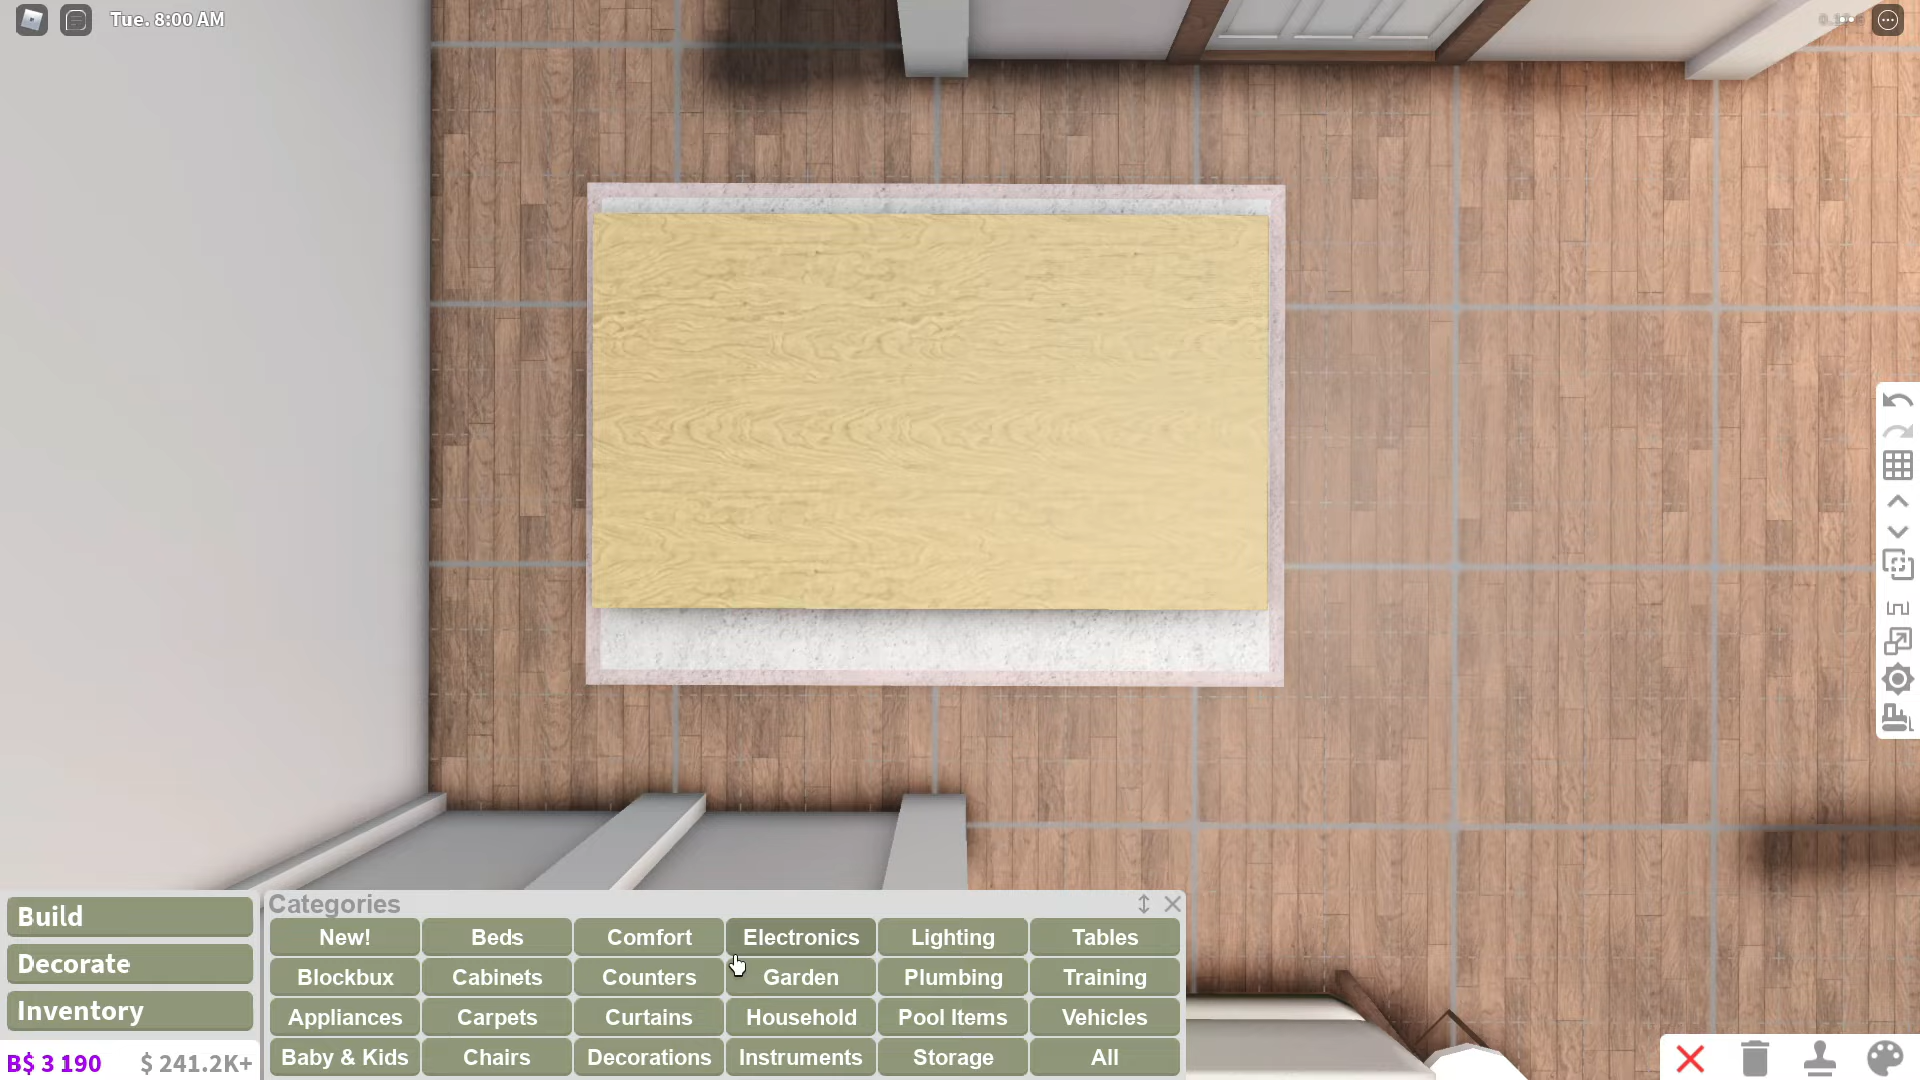 Tue. 8:00 AM
Build
Decorate
Inventory
B$ 3 190
$ 241.2K+
Categories
New! Beds Comfort Electronics Lighting Tables
Blockbux Cabinets Counters Garden Plumbing Training
Appliances Carpets Curtains Household Pool Items Vehicles
Baby & Kids Chairs Decorations Instruments Storage All